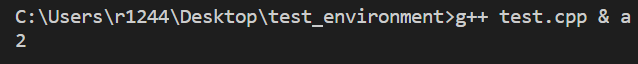 C:\Users\r1244\Desktop\test_environment>g++ test.cpp & a
2